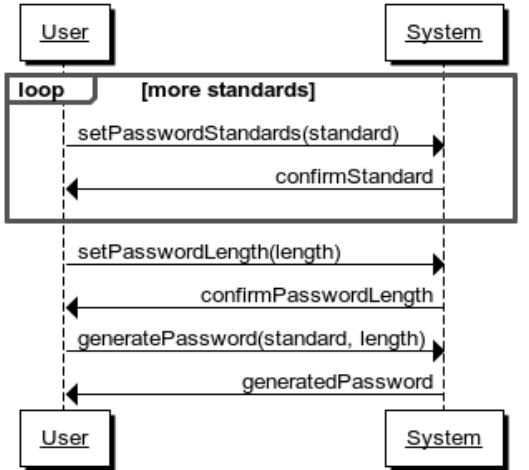 User System
loop [more standards]
setPasswordStandards(standard)
confirmStandard
setPasswordLength(length)
confirmPasswordLength
generatePassword(standard, length)
generatedPassword
User System